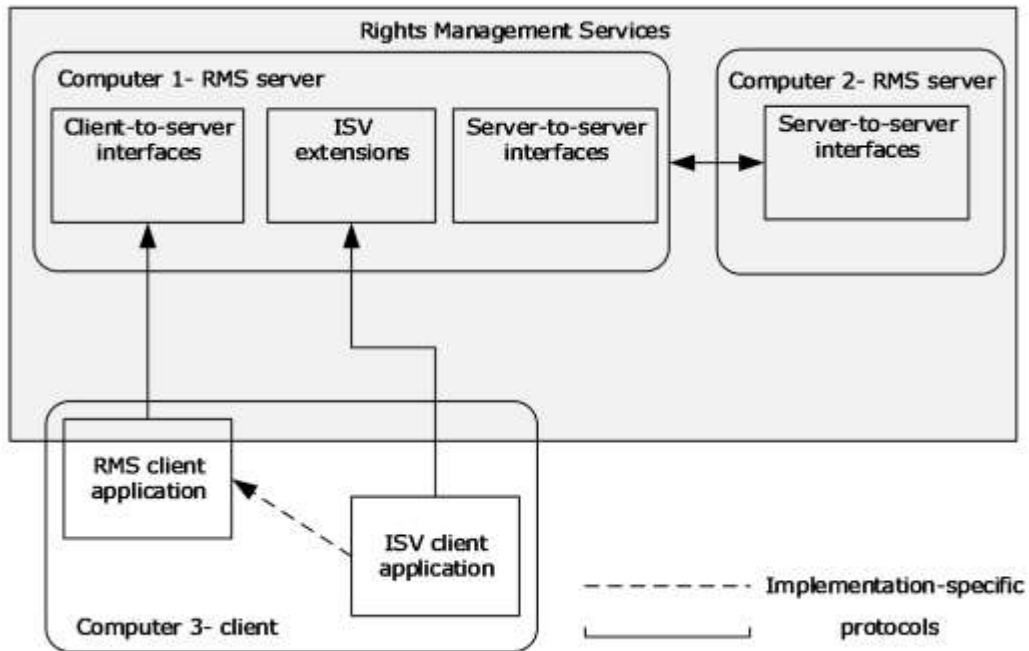 Rights Management Services
Computer 1- RMS server
Client-to-server
interfaces
ISV
extensions
Server-to-server
interfaces
Computer 2- RMS server
Server-to-server
interfaces
RMS client
application
ISV client
application
Computer 3- client
Implementation-specific
protocols